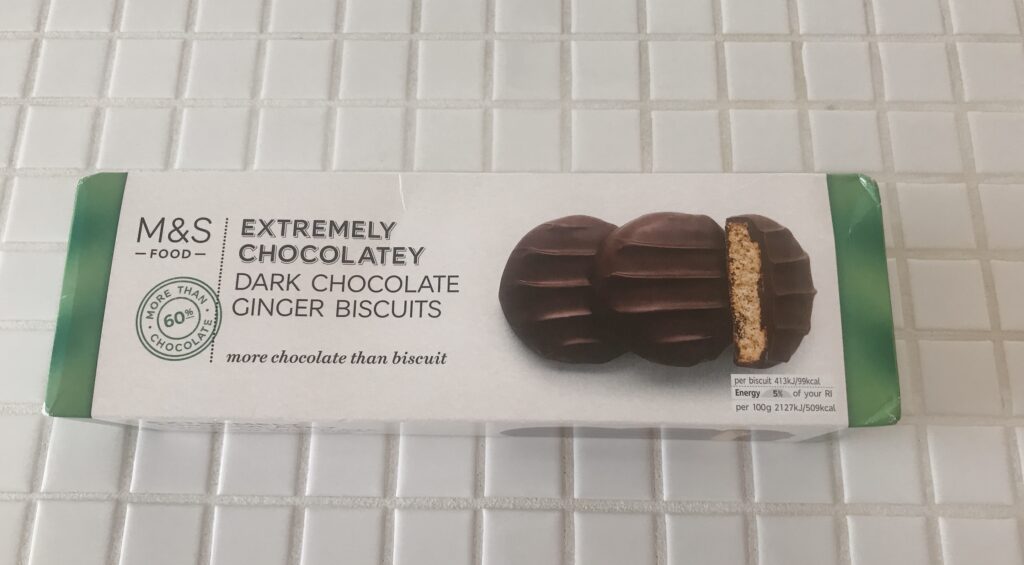 M&S
FOOD
MORE THAN
60%
CHOCOLATE
EXTREMELY
CHOCOLATEY
DARK CHOCOLATE
GINGER BISCUITS
more chocolate than biscuit
per biscuit 413kJ/99kcal
Energy 5% of your RI
per 100g 2127kJ/509kcal